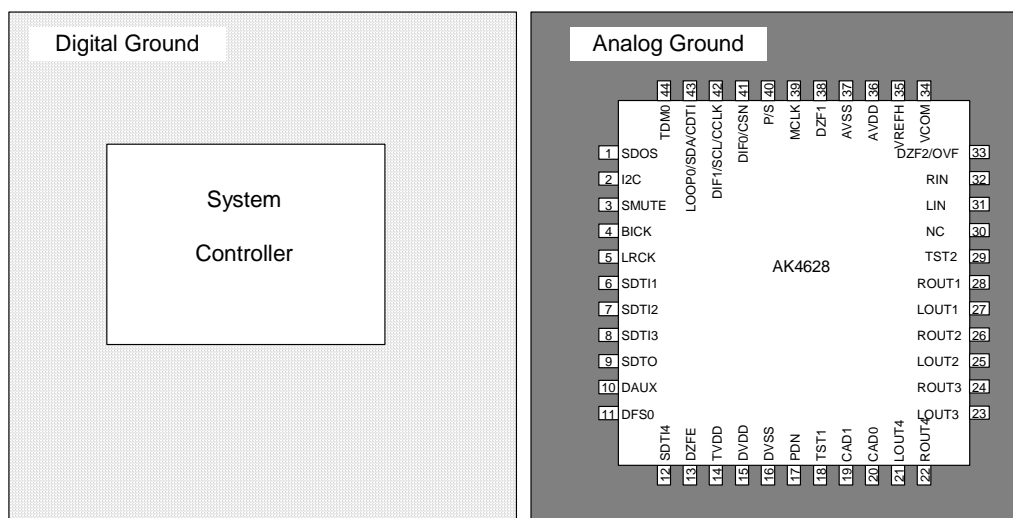 Digital Ground
System
Controller
Analog Ground
44 43 42 41 40 39 38 37 36 35 34
TDM0
LOOP0/SDA/CDTI
DIF1/SCL/CCLK
DIF0/CSN
P/S
MCLK
DZF1
AVSS
AVDD
VREFH
VCOM
1 SDOS
2 I2C
3 SMUTE
4 BICK
5 LRCK
6 SDTI1
7 SDTI2
8 SDTI3
9 SDTO
10 DAUX
11 DFS0
AK4628
DZF2/OVF 33
RIN 32
LIN 31
NC 30
TST2 29
ROUT1 28
LOUT1 27
ROUT2 26
LOUT2 25
ROUT3 24
LOUT3 23
SDTI4
DZFE
TVDD
DVDD
DVSS
PDN
TST1
CAD1
CAD0
LOUT4
ROUT4
12 13 14 15 16 17 18 19 20 21 22